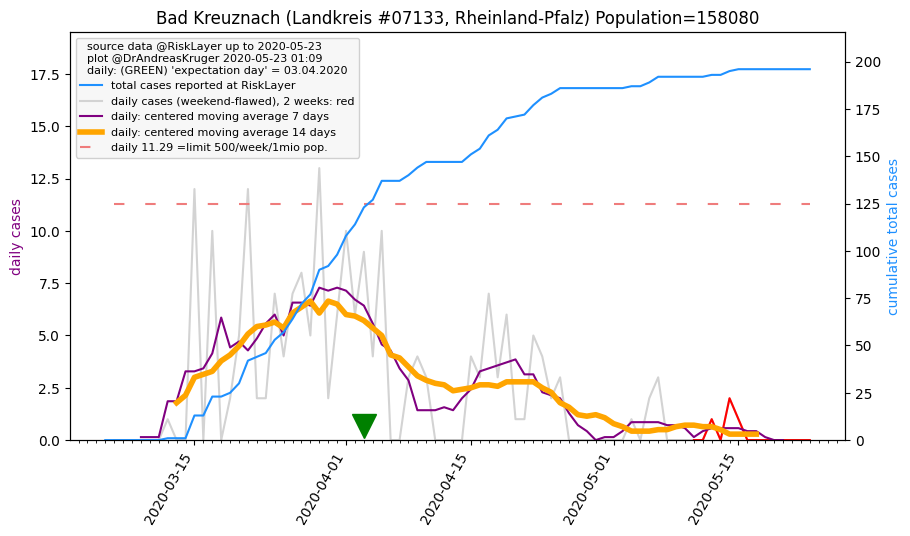 Bad Kreuznach (Landkreis #07133, Rheinland-Pfalz) Population=158080
source data @RiskLayer up to 2020-05-23
plot @DrAndreasKruger 2020-05-23 01:09
daily: (GREEN) 'expectation day' = 03.04.2020
total cases reported at RiskLayer
daily cases (weekend-flawed), 2 weeks: red
daily: centered moving average 7 days
daily: centered moving average 14 days
daily 11.29 =limit 500/week/1mio pop.
daily cases
17.5
15.0
12.5
10.0
7.5
5.0
2.5
0.0
200
175
150
125
100
75
50
25
0
cumulative total cases
2020-03-15
2020-04-01
2020-04-15
2020-05-01
2020-05-15